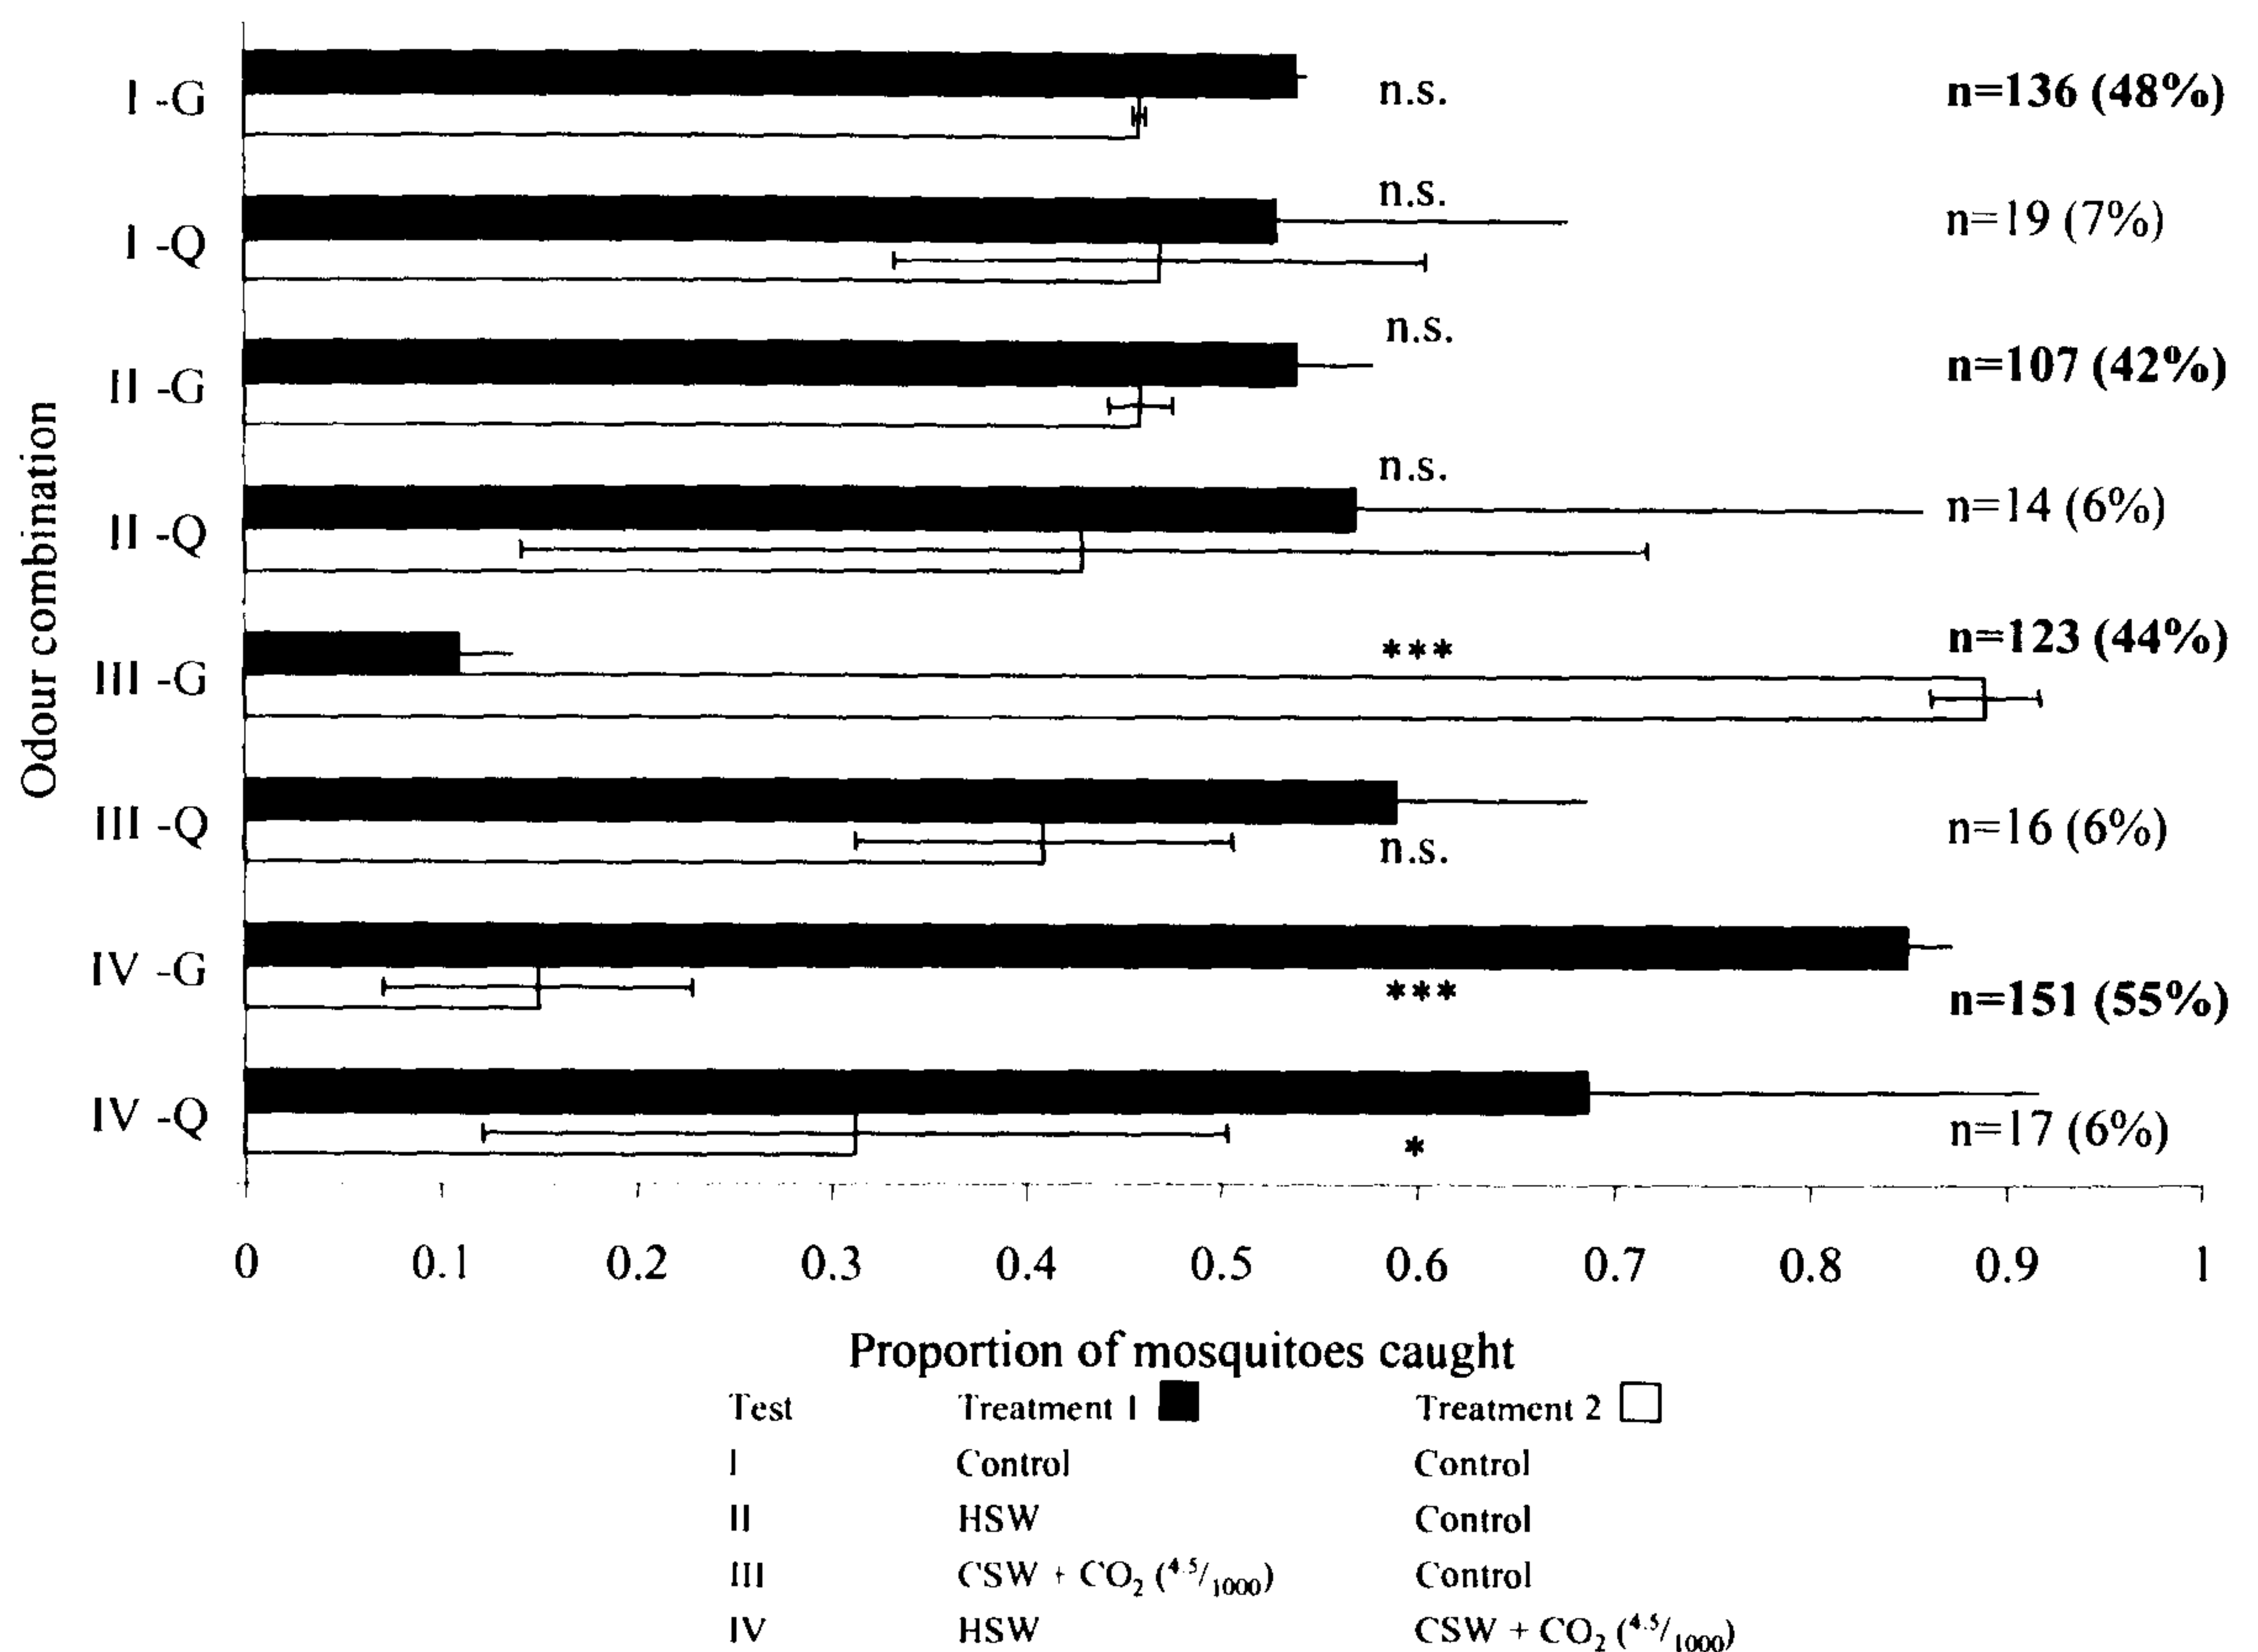 I -G n.s. n=136 (48%)
I -Q n.s. n=19 (7%)
II -G n.s. n=107 (42%)
II -Q n.s. n=14 (6%)
III -G *** n=123 (44%)
III -Q n.s. n=16 (6%)
IV -G *** n=151 (55%)
IV -Q * n=17 (6%)
Odour combination
0 0.1 0.2 0.3 0.4 0.5 0.6 0.7 0.8 0.9 1
Proportion of mosquitoes caught
Test Treatment 1 Treatment 2
I Control Control
II HSW Control
III CSW + CO₂ (⁴·⁵/₁₀₀₀) Control
IV HSW CSW + CO₂ (⁴·⁵/₁₀₀₀)